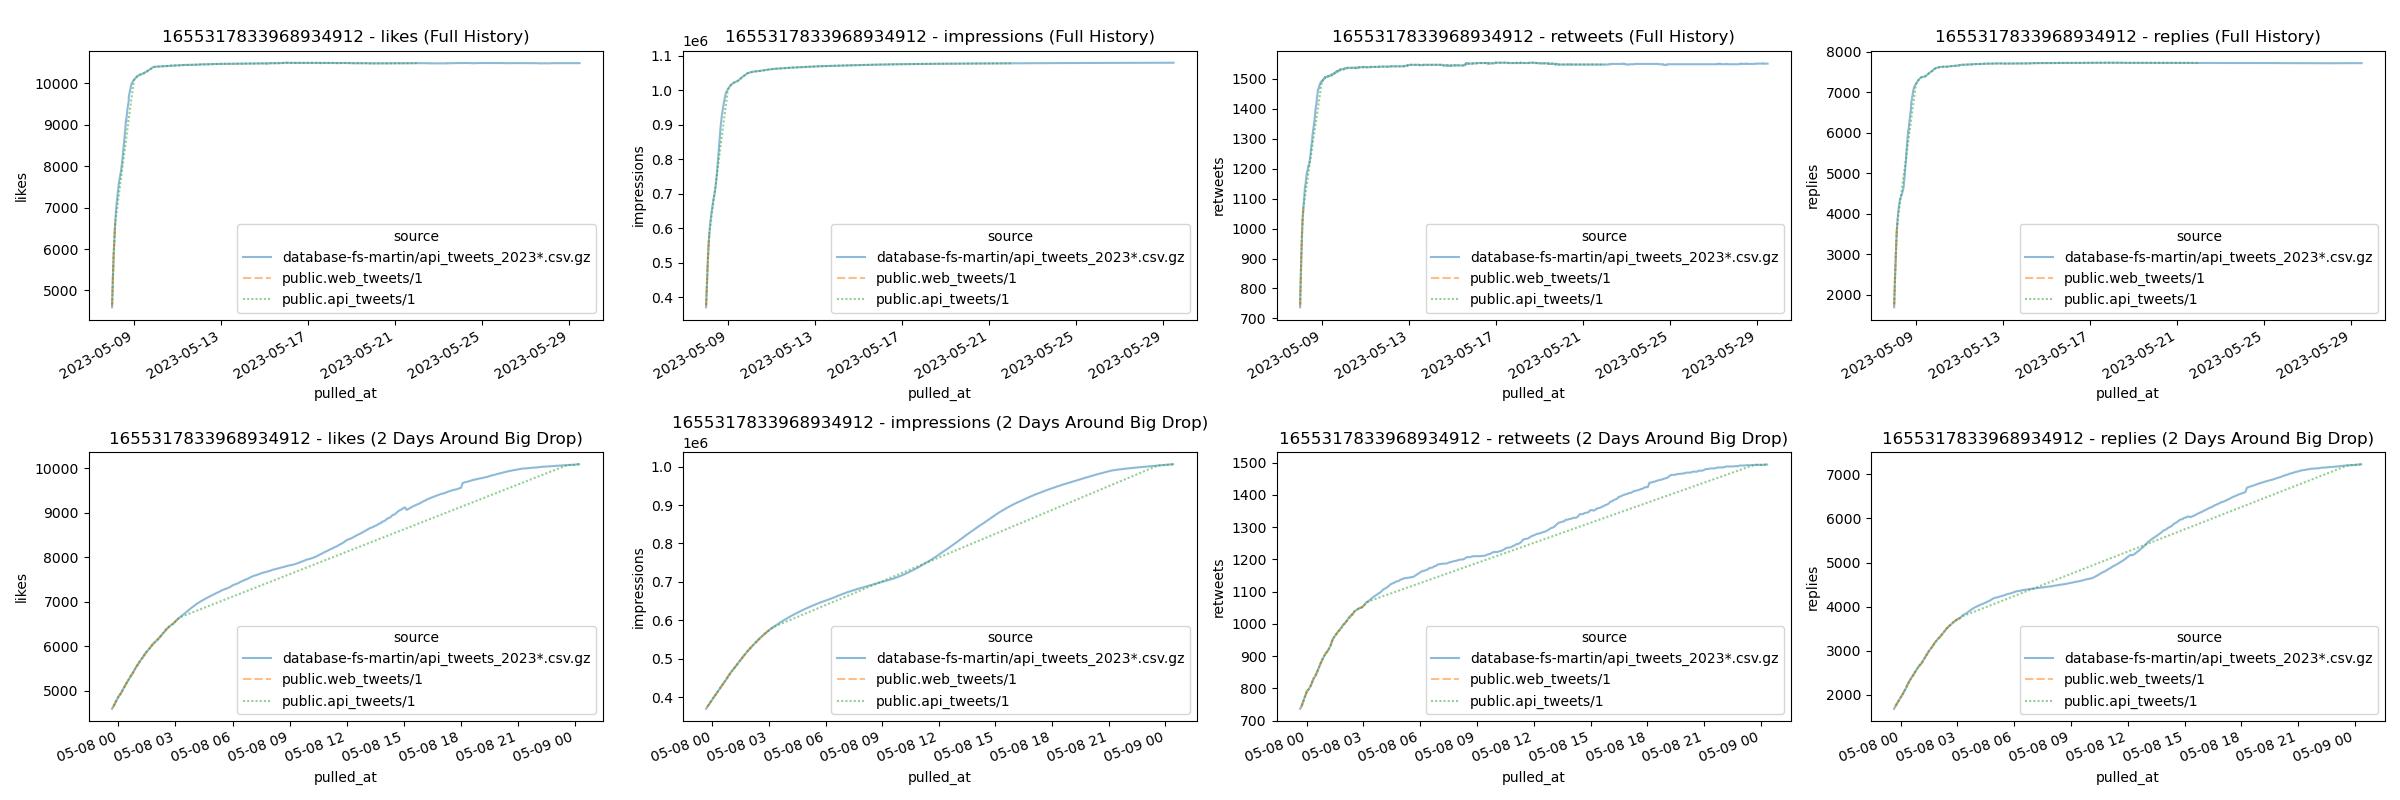 1655317833968934912 - likes (Full History)
10000
9000
8000
7000
6000
5000
likes
source
database-fs-martin/api_tweets_2023*.csv.gz
public.web_tweets/1
public.api_tweets/1
2023-05-09
2023-05-13
2023-05-17
2023-05-21
2023-05-25
2023-05-29
pulled_at
1655317833968934912 - impressions (Full History)
1e6
1.1
1.0
0.9
0.8
0.7
0.6
0.5
0.4
impressions
source
database-fs-martin/api_tweets_2023*.csv.gz
public.web_tweets/1
public.api_tweets/1
2023-05-09
2023-05-13
2023-05-17
2023-05-21
2023-05-25
2023-05-29
pulled_at
1655317833968934912 - retweets (Full History)
1500
1400
1300
1200
1100
1000
900
800
700
retweets
source
database-fs-martin/api_tweets_2023*.csv.gz
public.web_tweets/1
public.api_tweets/1
2023-05-09
2023-05-13
2023-05-17
2023-05-21
2023-05-25
2023-05-29
pulled_at
1655317833968934912 - replies (Full History)
8000
7000
6000
5000
4000
3000
2000
replies
source
database-fs-martin/api_tweets_2023*.csv.gz
public.web_tweets/1
public.api_tweets/1
2023-05-09
2023-05-13
2023-05-17
2023-05-21
2023-05-25
2023-05-29
pulled_at
1655317833968934912 - likes (2 Days Around Big Drop)
10000
9000
8000
7000
6000
5000
likes
source
database-fs-martin/api_tweets_2023*.csv.gz
public.web_tweets/1
public.api_tweets/1
05-08 00
05-08 03
05-08 06
05-08 09
05-08 12
05-08 15
05-08 18
05-08 21
05-09 00
pulled_at
1655317833968934912 - impressions (2 Days Around Big Drop)
1e6
1.0
0.9
0.8
0.7
0.6
0.5
0.4
impressions
source
database-fs-martin/api_tweets_2023*.csv.gz
public.web_tweets/1
public.api_tweets/1
05-08 00
05-08 03
05-08 06
05-08 09
05-08 12
05-08 15
05-08 18
05-08 21
05-09 00
pulled_at
1655317833968934912 - retweets (2 Days Around Big Drop)
1500
1400
1300
1200
1100
1000
900
800
700
retweets
source
database-fs-martin/api_tweets_2023*.csv.gz
public.web_tweets/1
public.api_tweets/1
05-08 00
05-08 03
05-08 06
05-08 09
05-08 12
05-08 15
05-08 18
05-08 21
05-09 00
pulled_at
1655317833968934912 - replies (2 Days Around Big Drop)
7000
6000
5000
4000
3000
2000
replies
source
database-fs-martin/api_tweets_2023*.csv.gz
public.web_tweets/1
public.api_tweets/1
05-08 00
05-08 03
05-08 06
05-08 09
05-08 12
05-08 15
05-08 18
05-08 21
05-09 00
pulled_at